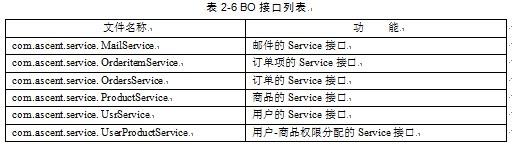 表 2-6 BO 接口列表.
文件名称. 功 能.
com.ascent.service. MailService. 邮件的 Service 接口.
com.ascent.service. OrderitemService. 订单项的 Service 接口.
com.ascent.service. OrdersService. 订单的 Service 接口.
com.ascent.service. ProductService. 商品的 Service 接口.
com.ascent.service. UsrService. 用户的 Service 接口.
com.ascent.service. UserProductService. 用户-商品权限分配的 Service 接口.